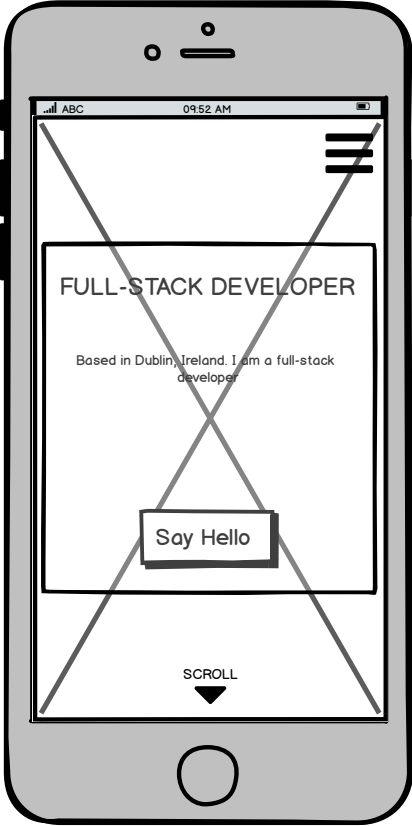 ABC 09:52 AM
FULL-STACK DEVELOPER
Based in Dublin, Ireland. I am a full-stack
developer
Say Hello
SCROLL